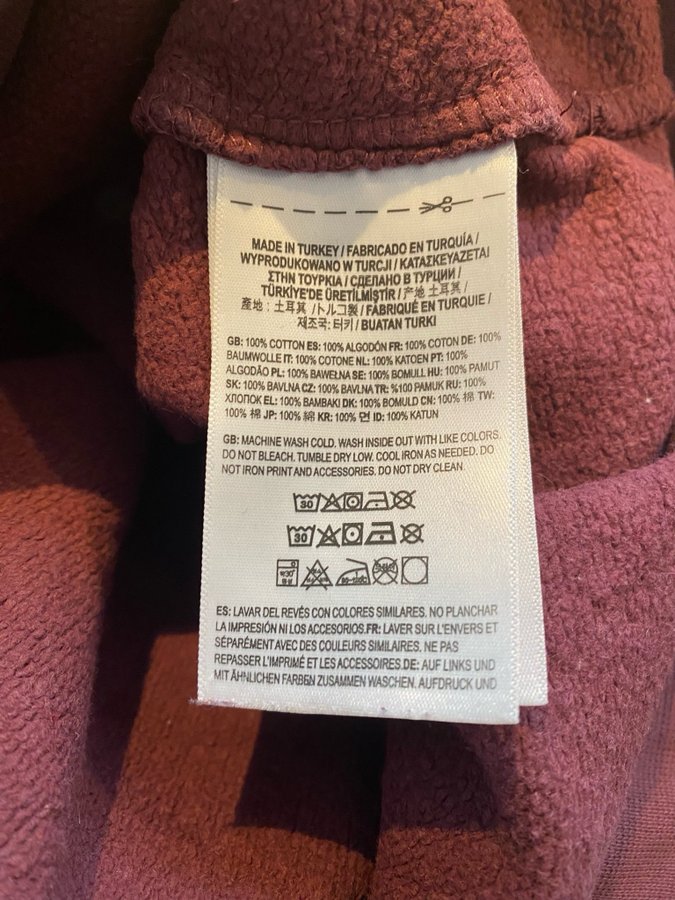 MADE IN TURKEY / FABRICADO EN TURQUÍA /
WYPRODUKOWANO W TURCJI / ΚΑΤΑΣΚΕΥΑΖΕΤΑΙ
ΣΤΗΝ ΤΟΥΡΚΙΑ / СДЕЛАНО В ТУРЦИИ /
TÜRKİYE'DE ÜRETİLMİŞTİR / 产地 土耳其 /
產地 : 土耳其 /トルコ製 / FABRIQUÉ EN TURQUIE /
제조국: 터키 / BUATAN TURKI
GB: 100% COTTON ES: 100% ALGODÓN FR: 100% COTON DE: 100%
BAUMWOLLE IT: 100% COTONE NL: 100% KATOEN PT: 100%
ALGODÃO PL: 100% BAWEŁNA SE: 100% BOMULL HU: 100% PAMUT
SK: 100% BAVLNA CZ: 100% BAVLNA TR: %100 PAMUK RU: 100%
ХЛОПОК EL: 100% BAMBAKI DK: 100% BOMULD CN: 100% 棉 TW:
100% 棉 JP: 100% 綿 KR: 100% 면 ID: 100% KATUN
GB: MACHINE WASH COLD. WASH INSIDE OUT WITH LIKE COLORS.
DO NOT BLEACH. TUMBLE DRY LOW. COOL IRON AS NEEDED. DO
NOT IRON PRINT AND ACCESSORIES. DO NOT DRY CLEAN.
30
30
ES: LAVAR DEL REVÉS CON COLORES SIMILARES. NO PLANCHAR
LA IMPRESIÓN NI LOS ACCESORIOS.FR: LAVER SUR L'ENVERS ET
SÉPARÉMENT AVEC DES COULEURS SIMILAIRES. NE PAS
REPASSER L'IMPRIMÉ ET LES ACCESSOIRES.DE: AUF LINKS UND
MIT ÄHNLICHEN FARBEN ZUSAMMEN WASCHEN. AUFDRUCK UND